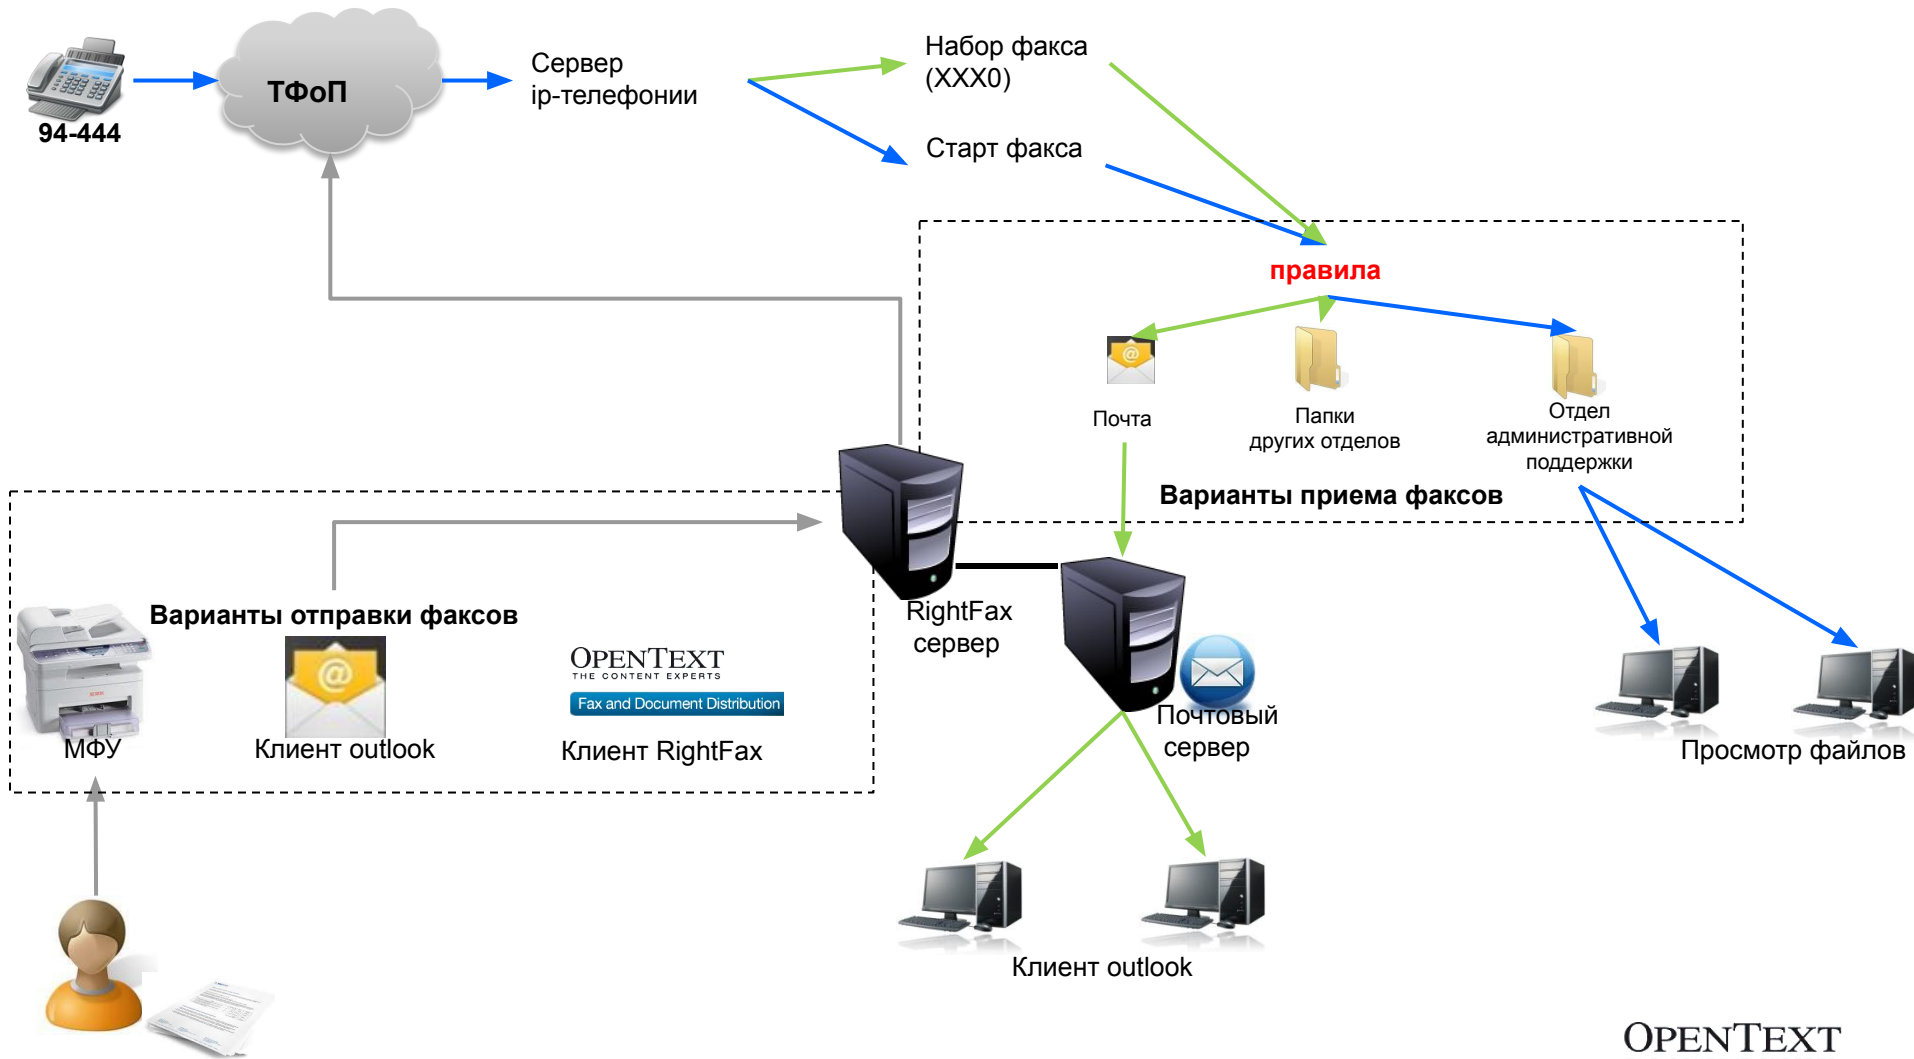 94-444
ТФоП
Сервер
ip-телефонии
Набор факса
(XXX0)
Старт факса
правила
Почта
Папки
других отделов
Отдел
административной
поддержки
Варианты приема факсов
Варианты отправки факсов
OPENTEXT
THE CONTENT EXPERTS
Fax and Document Distribution
МФУ
Клиент outlook
Клиент RightFax
RightFax
сервер
Почтовый
сервер
Просмотр файлов
Клиент outlook
OPENTEXT